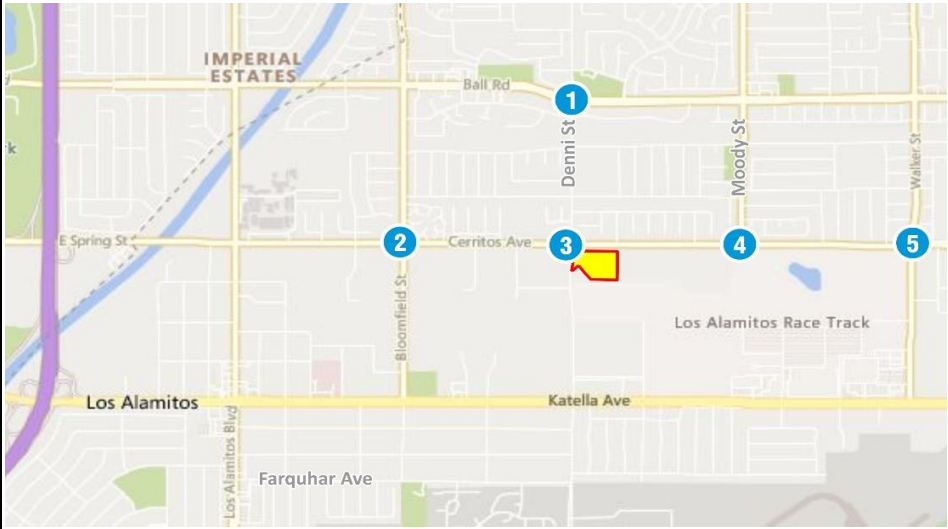 IMPERIAL
ESTATES
Ball Rd
1
Denni St
Moody St
Walker St
k
E Spring St
2
Cerritos Ave
3
4
5
Bloomfield St
Los Alamitos Race Track
Los Alamitos
Katella Ave
Los Alamitos Blvd
Farquhar Ave